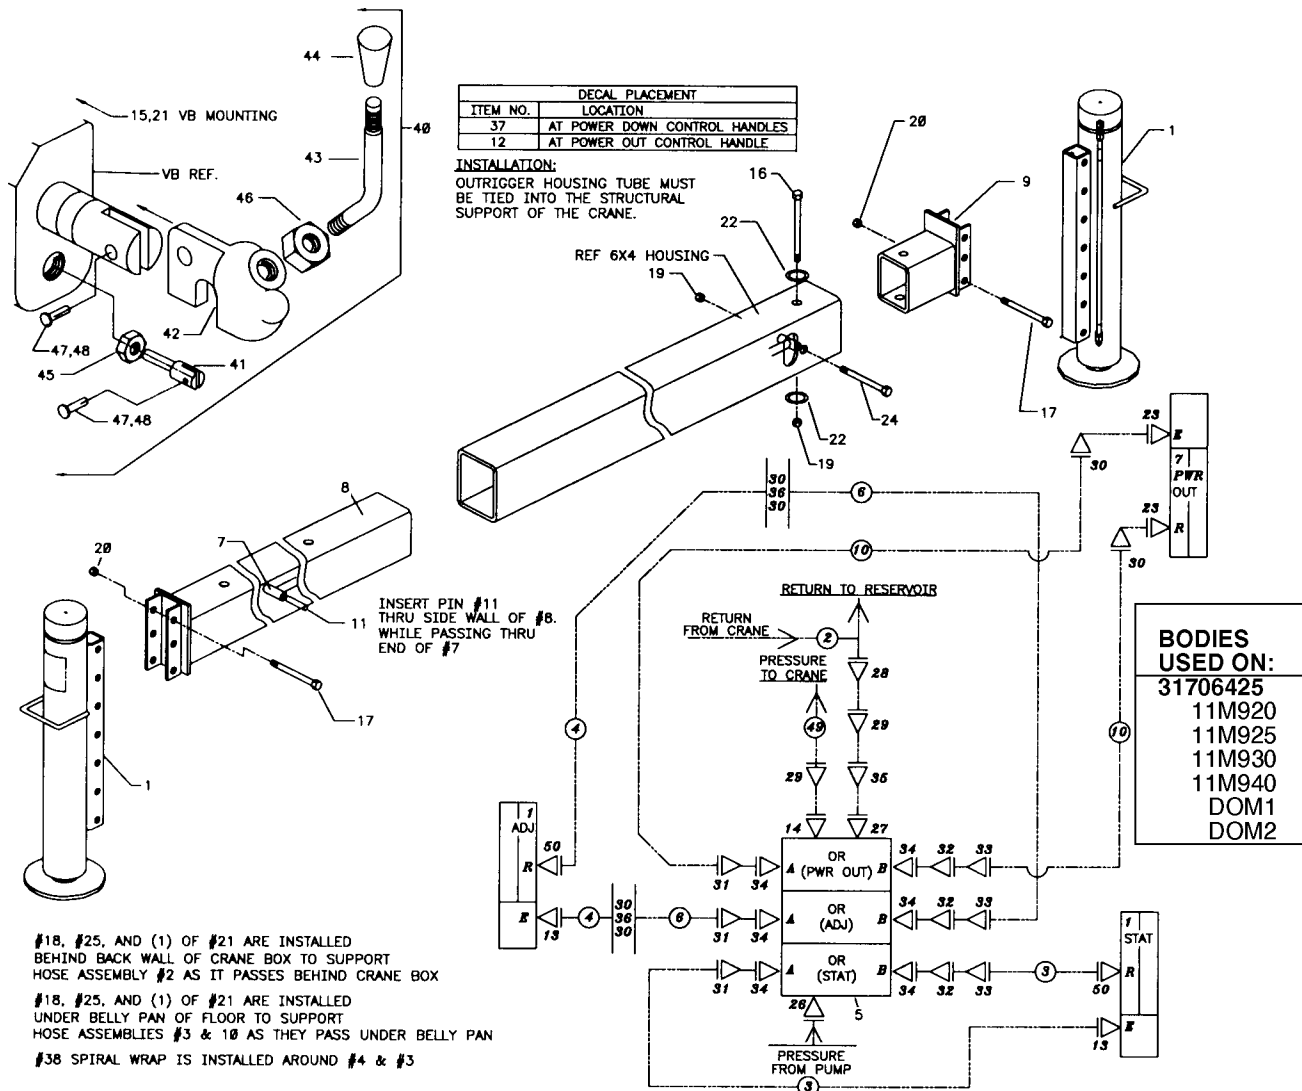 44
15,21 VB MOUNTING
40
43
VB REF.
46
42
47,48
45
41
47,48
DECAL PLACEMENT
ITEM NO. LOCATION
37 AT POWER DOWN CONTROL HANDLES
12 AT POWER OUT CONTROL HANDLE
INSTALLATION:
OUTRIGGER HOUSING TUBE MUST
BE TIED INTO THE STRUCTURAL
SUPPORT OF THE CRANE.
16
22
REF 6X4 HOUSING
19
24
22
19
20
9
1
17
8
7
20
11
INSERT PIN #11
THRU SIDE WALL OF #8.
WHILE PASSING THRU
END OF #7
17
1
30
36
30
6
10
23
E
30
7
PWR
OUT
23
R
30
RETURN TO RESERVOIR
RETURN
FROM CRANE
2
PRESSURE
TO CRANE
28
49
29
29
35
14
27
4
10
1
ADJ
R
50
E
13
4
30
36
30
6
31
34
A
OR
(PWR OUT)
B
34
32
33
31
34
A
OR
(ADJ)
B
34
32
33
31
34
A
OR
(STAT)
B
34
32
33
3
50
1
STAT
R
E
13
26
5
PRESSURE
FROM PUMP
3
BODIES
USED ON:
31706425
11M920
11M925
11M930
11M940
DOM1
DOM2
#18, #25, AND (1) OF #21 ARE INSTALLED
BEHIND BACK WALL OF CRANE BOX TO SUPPORT
HOSE ASSEMBLY #2 AS IT PASSES BEHIND CRANE BOX
#18, #25, AND (1) OF #21 ARE INSTALLED
UNDER BELLY PAN OF FLOOR TO SUPPORT
HOSE ASSEMBLIES #3 & 10 AS THEY PASS UNDER BELLY PAN
#38 SPIRAL WRAP IS INSTALLED AROUND #4 & #3